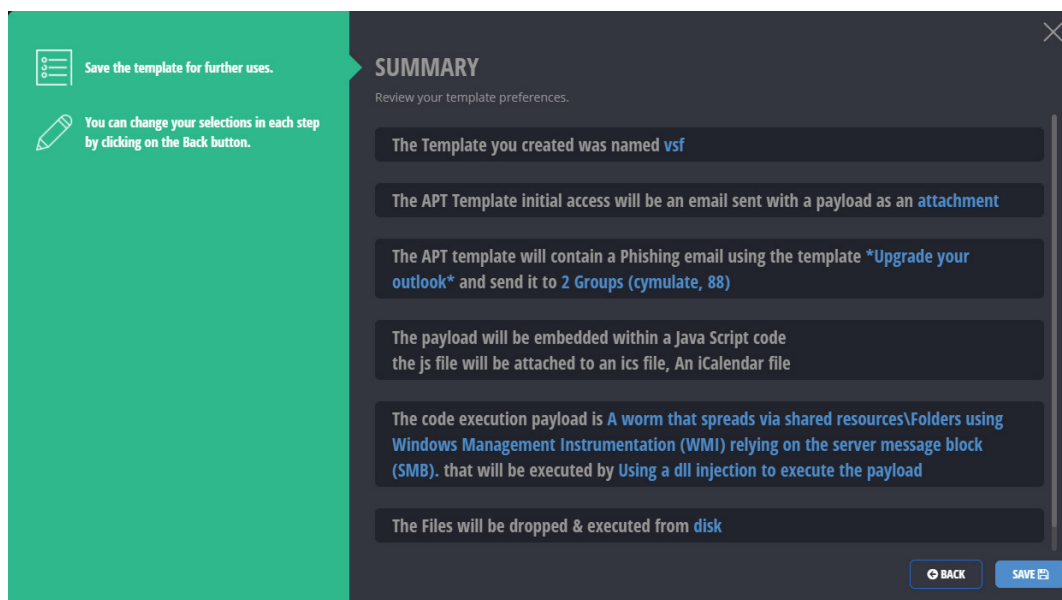 Save the template for further uses.
You can change your selections in each step
by clicking on the Back button.
SUMMARY
Review your template preferences.
The Template you created was named vsf
The APT Template initial access will be an email sent with a payload as an attachment
The APT template will contain a Phishing email using the template *Upgrade your
outlook* and send it to 2 Groups (cymulate, 88)
The payload will be embedded within a Java Script code
the js file will be attached to an ics file, An iCalendar file
The code execution payload is A worm that spreads via shared resources\Folders using
Windows Management Instrumentation (WMI) relying on the server message block
(SMB). that will be executed by Using a dll injection to execute the payload
The Files will be dropped & executed from disk
BACK
SAVE